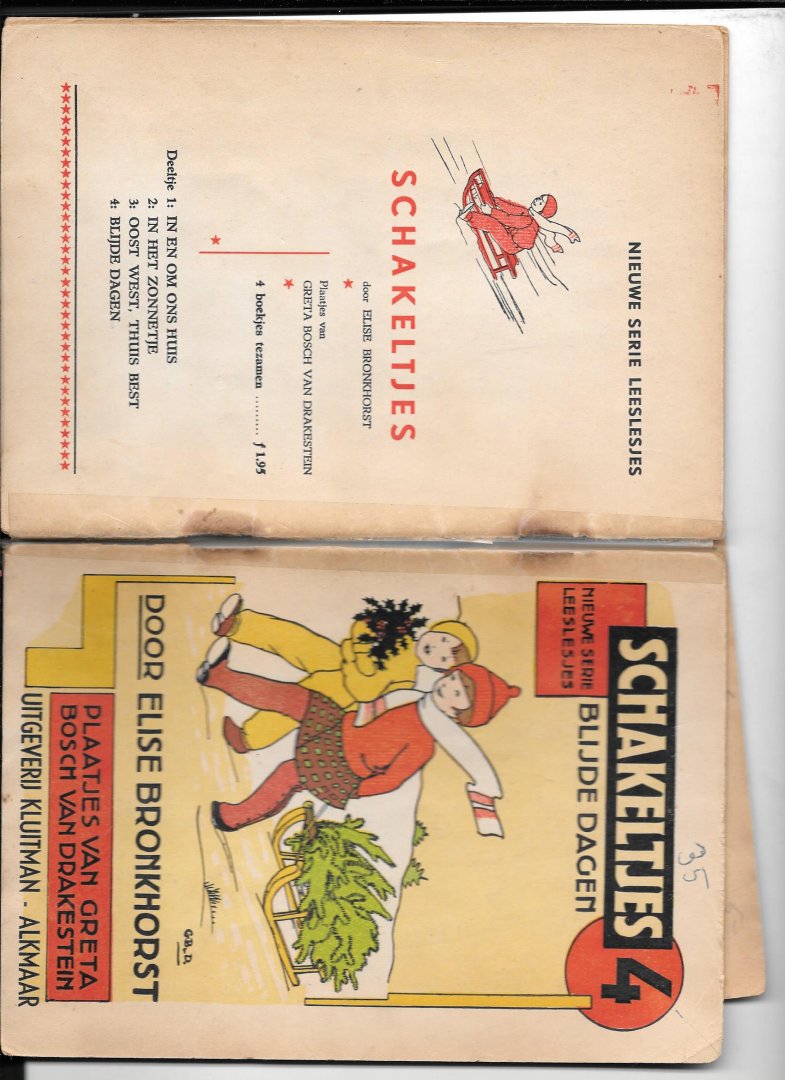 NIEUWE SERIE LEESLESJES
SCHAKELTJES
door ELISE BRONKHORST
Plaatjes van
GRETA BOSCH VAN DRAKESTEIN
4 boekjes tezamen .......... f 1.95
Deeltje 1: IN EN OM ONS HUIS
2: IN HET ZONNETJE
3: OOST WEST, THUIS BEST
4: BLIJDE DAGEN
35
SCHAKELTJES 4
NIEUWE SERIE
LEESLESJES
BLIJDE DAGEN
G.B.v.D.
DOOR ELISE BRONKHORST
PLAATJES VAN GRETA
BOSCH VAN DRAKESTEIN
UITGEVERIJ KLUITMAN - ALKMAAR